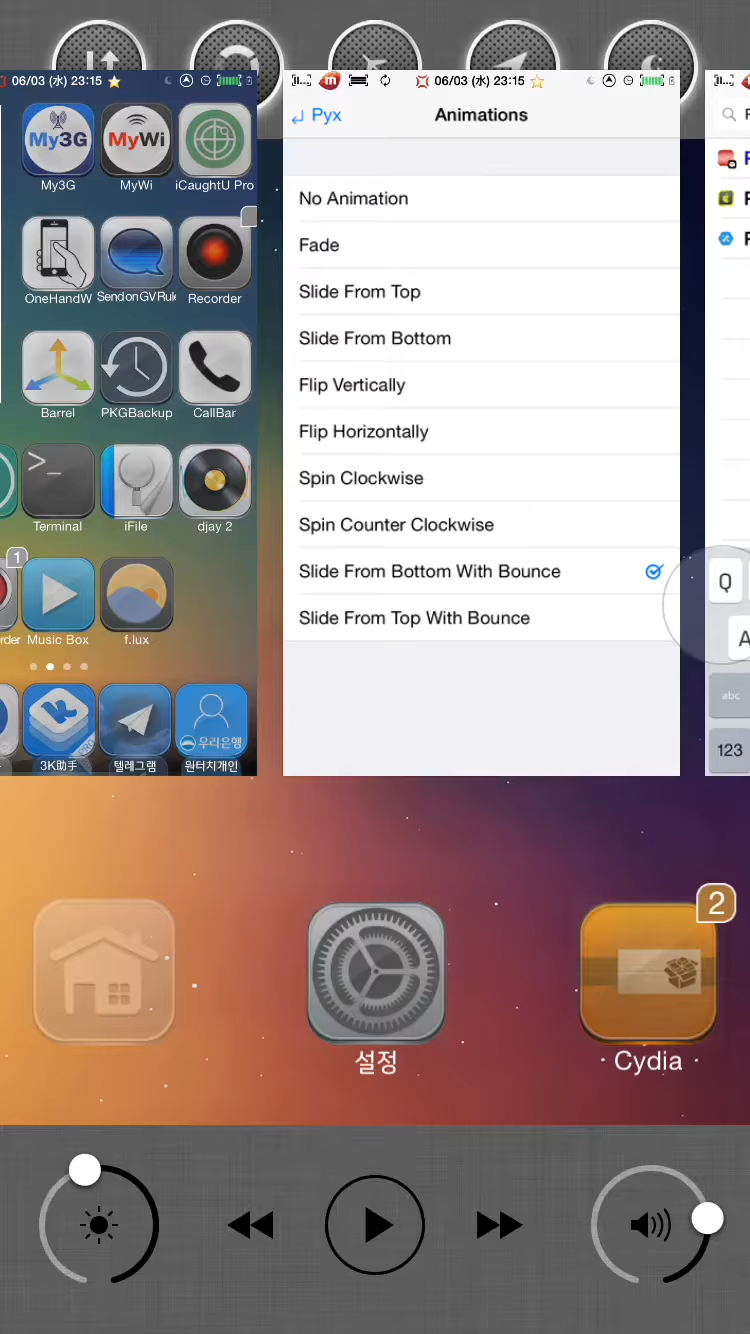 06/03 (水) 23:15
My3G
MyWi
My3G
MyWi
iCaughtU Pro
OneHandW
SendonGVRule
Recorder
Barrel
PKGBackup
CallBar
Terminal
iFile
djay 2
1
rder
Music Box
f.lux
PRO
우리은행
3K助手
텔레그램
원터치개인
06/03 (水) 23:15
Pyx
Animations
No Animation
Fade
Slide From Top
Slide From Bottom
Flip Vertically
Flip Horizontally
Spin Clockwise
Spin Counter Clockwise
Slide From Bottom With Bounce
Slide From Top With Bounce
Q
A
abc
123
2
설정
· Cydia ·